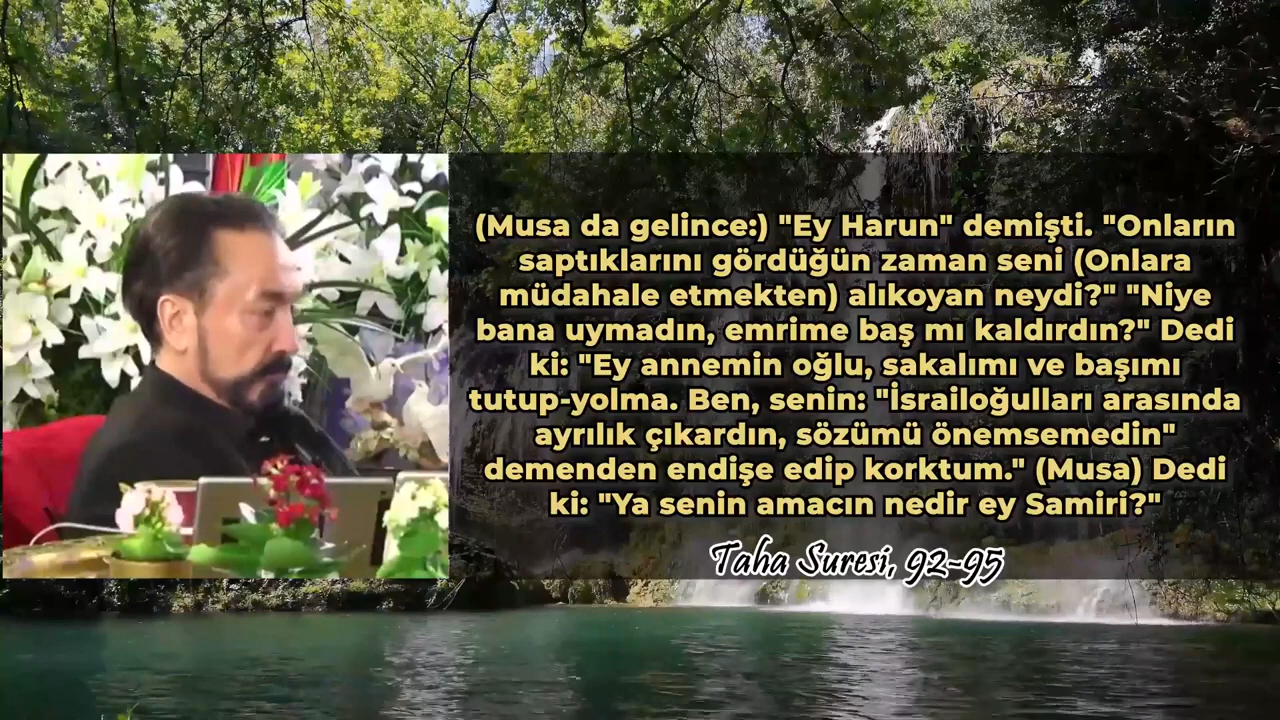 (Musa da gelince:) "Ey Harun" demişti. "Onların
saptıklarını gördüğün zaman seni (Onlara
müdahale etmekten) alıkoyan neydi?" "Niye
bana uymadın, emrime baş mı kaldırdın?" Dedi
ki: "Ey annemin oğlu, sakalımı ve başımı
tutup-yolma. Ben, senin: "İsrailoğulları arasında
ayrılık çıkardın, sözümü önemsemedin"
demenden endişe edip korktum." (Musa) Dedi
ki: "Ya senin amacın nedir ey Samiri?"
Taha Suresi, 92-95